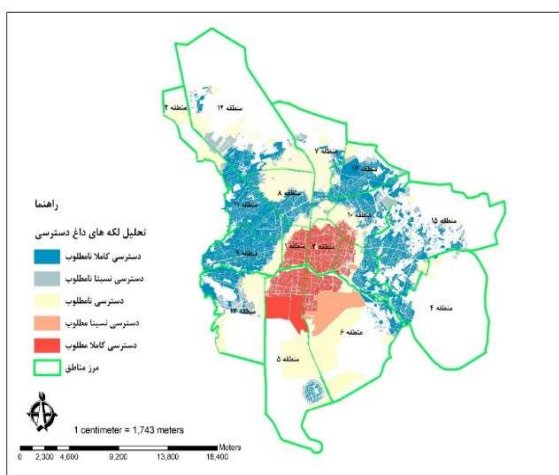 منطقه ۱۴
منطقه ۲
منطقه ۷
منطقه ۸
منطقه ۱۰
منطقه ۱۵
منطقه ۱
منطقه ۴
منطقه ۶
منطقه ۵
راهنما
تحلیل لکه های داغ دسترسی
دسترسی کاملا نامطلوب
دسترسی نسبتا نامطلوب
دسترسی نامطلوب
دسترسی نسبتا مطلوب
دسترسی کاملا مطلوب
مرز مناطق
1 centimeter = 1,743 meters
Meters
0 2,300 4,600 9,200 13,800 18,400